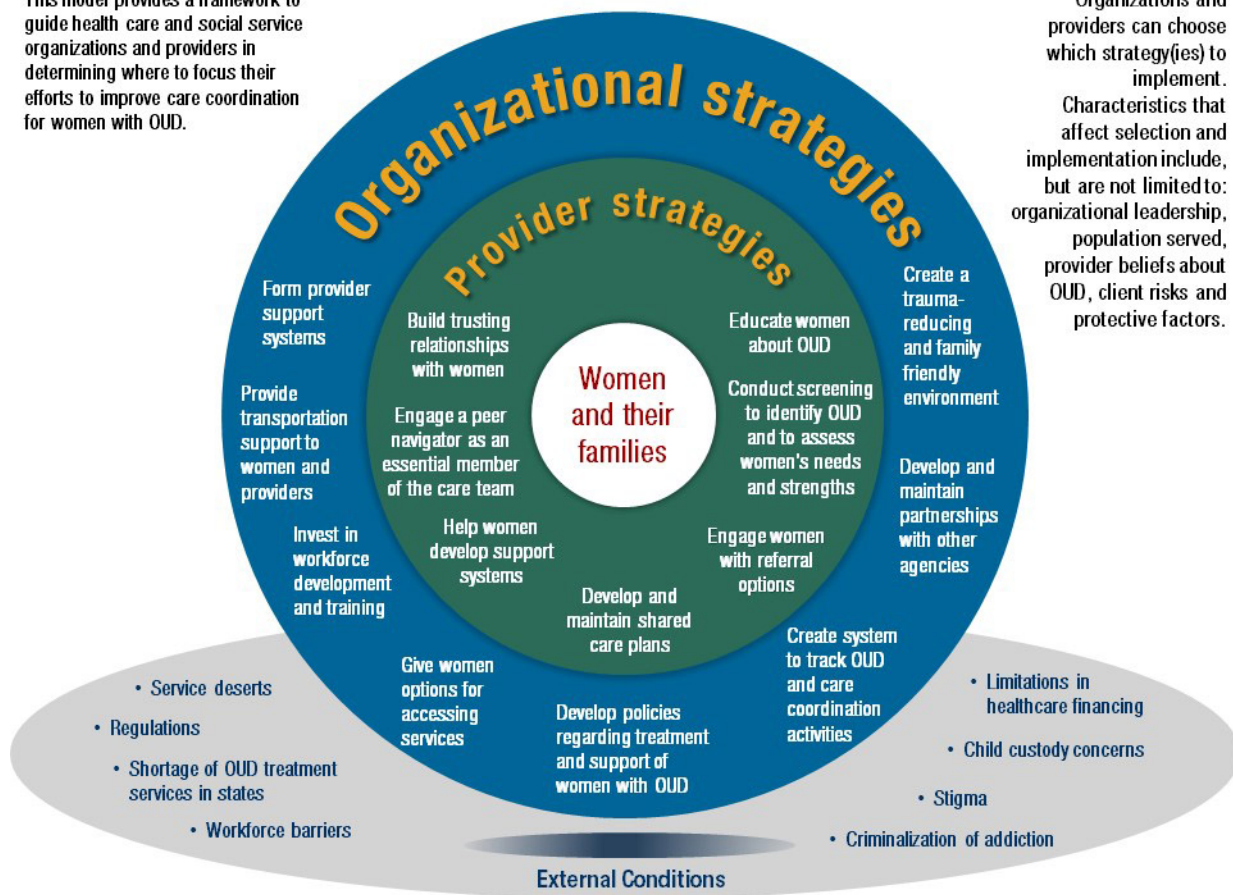 This model provides a framework to
guide health care and social service
organizations and providers in
determining where to focus their
efforts to improve care coordination
for women with OUD.
Organizations and
providers can choose
which strategy(ies) to
implement.
Characteristics that
affect selection and
implementation include,
but are not limited to:
organizational leadership,
population served,
provider beliefs about
OUD, client risks and
protective factors.
Organizational strategies
Form provider
support
systems
Provide
transportation
support to
women and
providers
Invest in
workforce
development
and training
Give women
options for
accessing
services
Develop policies
regarding treatment
and support of
women with OUD
Create system
to track OUD
and care
coordination
activities
Develop and
maintain
partnerships
with other
agencies
Create a
trauma-
reducing
and family
friendly
environment
Provider strategies
Build trusting
relationships
with women
Engage a peer
navigator as an
essential member
of the care team
Help women
develop support
systems
Develop and
maintain shared
care plans
Engage women
with referral
options
Conduct screening
to identify OUD
and to assess
women's needs
and strengths
Educate women
about OUD
Women
and their
families
• Service deserts
• Regulations
• Shortage of OUD treatment
services in states
• Workforce barriers
• Limitations in
healthcare financing
• Child custody concerns
• Stigma
• Criminalization of addiction
External Conditions